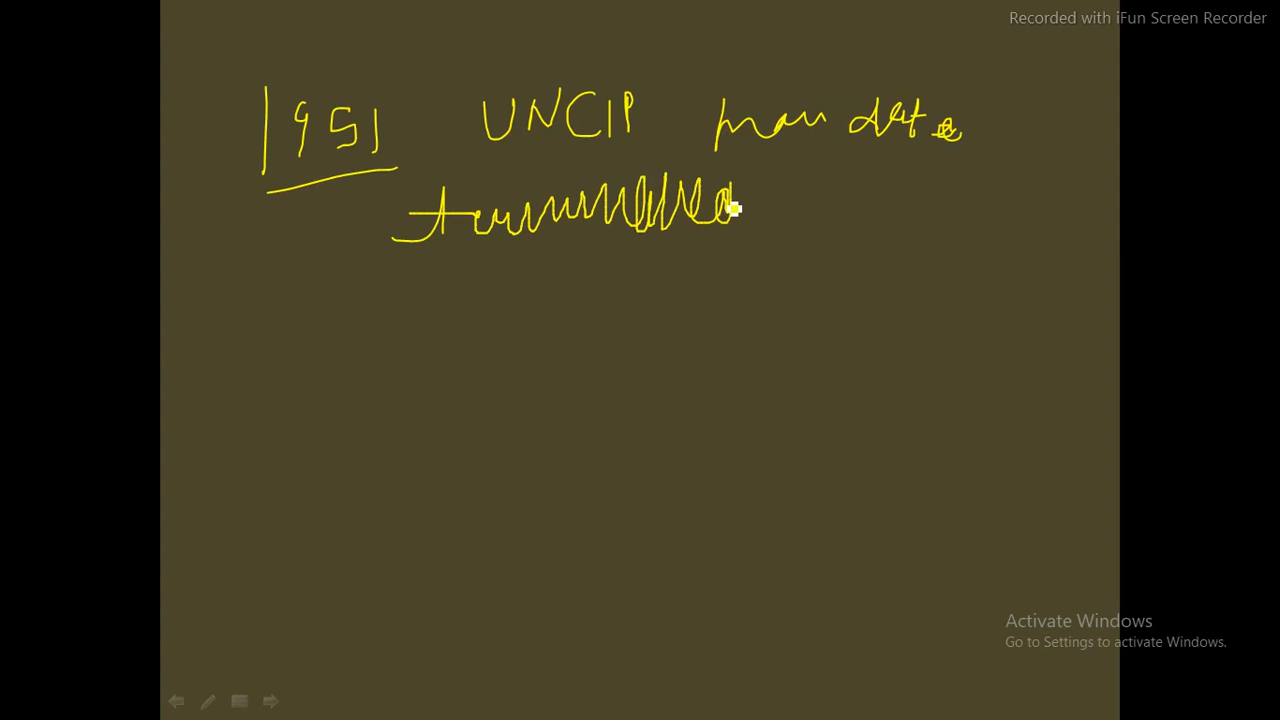 Recorded with iFun Screen Recorder
1951 UNCIP mandate
Activate Windows
Go to Settings to activate Windows.